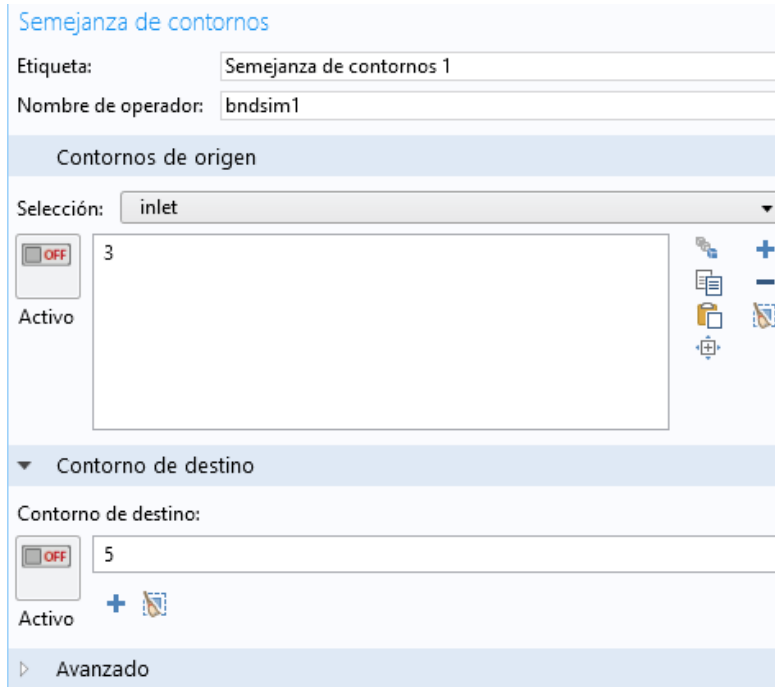 Semejanza de contornos
Etiqueta: Semejanza de contornos 1
Nombre de operador: bndsim1
Contornos de origen
Selección: inlet
OFF 3
Activo
Contorno de destino
Contorno de destino:
OFF 5
Activo
Avanzado